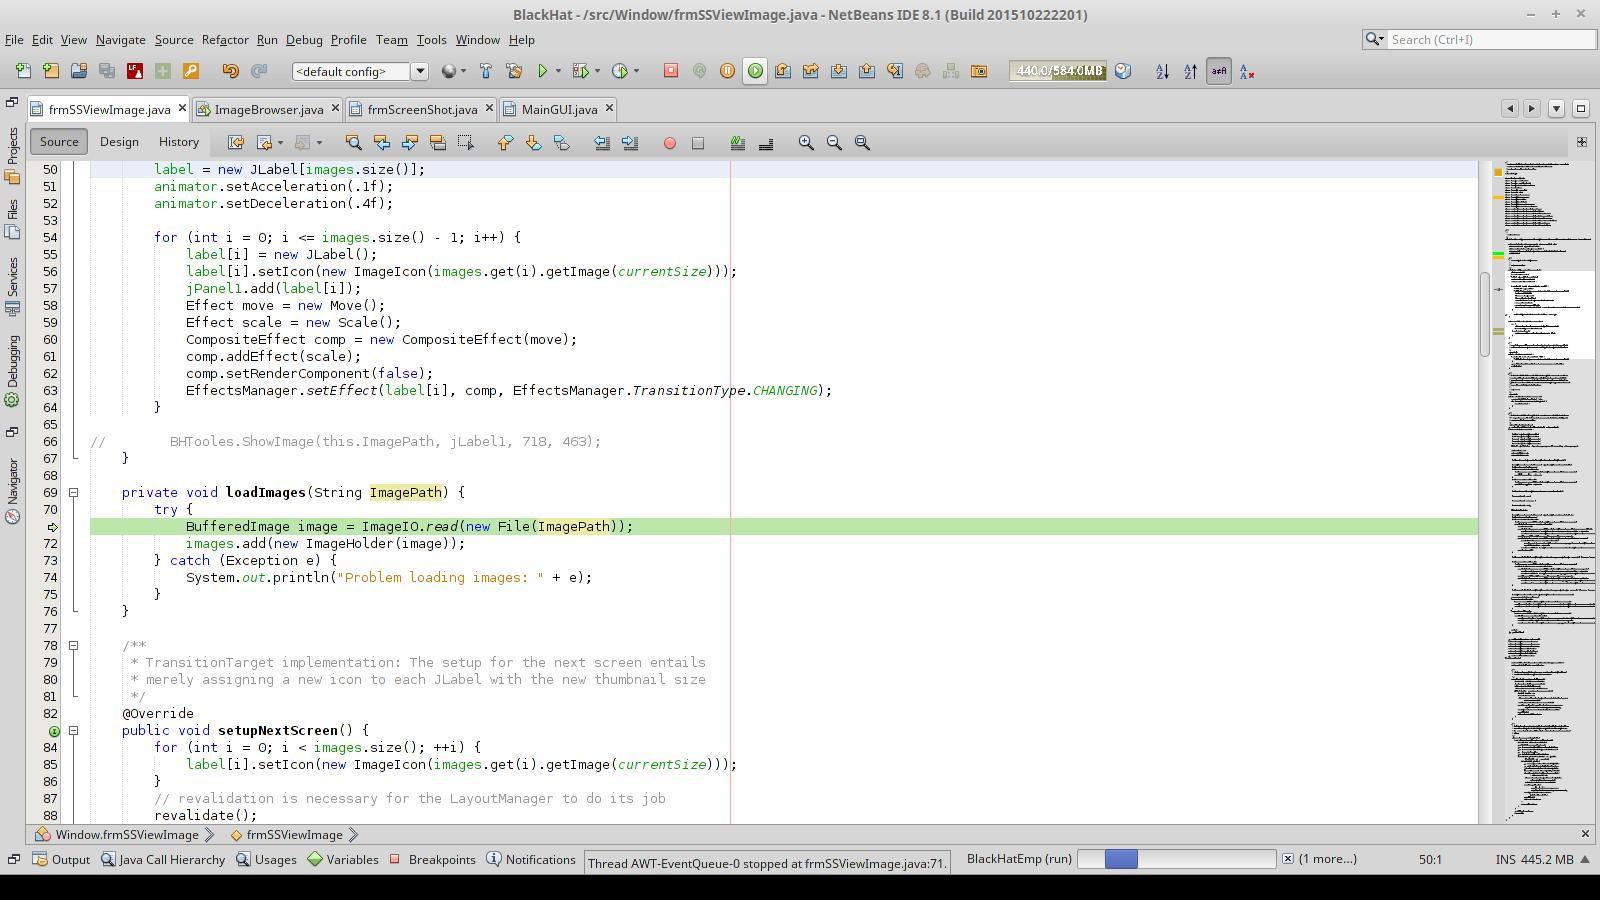 BlackHat - /src/Window/frmSSViewImage.java - NetBeans IDE 8.1 (Build 201510222201)
File Edit View Navigate Source Refactor Run Debug Profile Team Tools Window Help
Search (Ctrl+I)
<default config>
440.0/584.0MB
frmSSViewImage.java ImageBrowser.java frmScreenShot.java MainGUI.java
Source Design History
Projects
Files
Services
Debugging
Navigator
50 label = new JLabel[images.size()];
51 animator.setAcceleration(.1f);
52 animator.setDeceleration(.4f);
53
54 for (int i = 0; i <= images.size() - 1; i++) {
55 label[i] = new JLabel();
56 label[i].setIcon(new ImageIcon(images.get(i).getImage(currentSize)));
57 jPanel1.add(label[i]);
58 Effect move = new Move();
59 Effect scale = new Scale();
60 CompositeEffect comp = new CompositeEffect(move);
61 comp.addEffect(scale);
62 comp.setRenderComponent(false);
63 EffectsManager.setEffect(label[i], comp, EffectsManager.TransitionType.CHANGING);
64 }
65
66 // BHTooles.ShowImage(this.ImagePath, jLabel1, 718, 463);
67 }
68
69 private void loadImages(String ImagePath) {
70 try {
BufferedImage image = ImageIO.read(new File(ImagePath));
72 images.add(new ImageHolder(image));
73 } catch (Exception e) {
74 System.out.println("Problem loading images: " + e);
75 }
76 }
77
78 /**
79 * TransitionTarget implementation: The setup for the next screen entails
80 * merely assigning a new icon to each JLabel with the new thumbnail size
81 */
82 @Override
public void setupNextScreen() {
84 for (int i = 0; i < images.size(); ++i) {
85 label[i].setIcon(new ImageIcon(images.get(i).getImage(currentSize)));
86 }
87 // revalidation is necessary for the LayoutManager to do its job
88 revalidate();
Window.frmSSViewImage frmSSViewImage
Output Java Call Hierarchy Usages Variables Breakpoints Notifications Thread AWT-EventQueue-0 stopped at frmSSViewImage.java:71. BlackHatEmp (run) (1 more...) 50:1 INS 445.2 MB